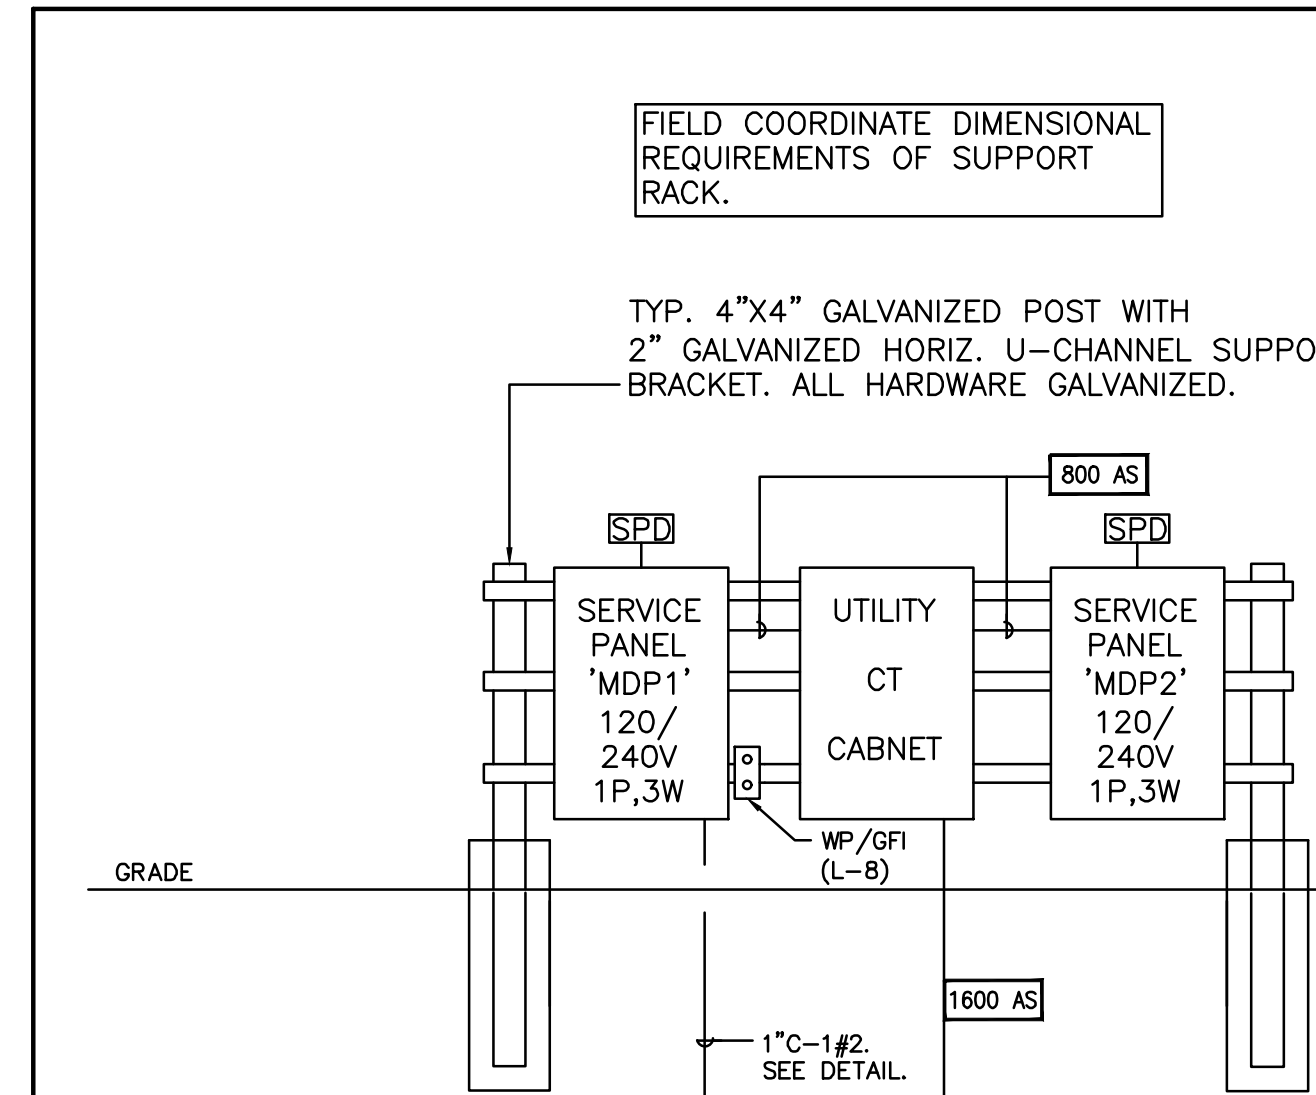 FIELD COORDINATE DIMENSIONAL
REQUIREMENTS OF SUPPORT
RACK.
TYP. 4"X4" GALVANIZED POST WITH
2" GALVANIZED HORIZ. U-CHANNEL SUPPO
BRACKET. ALL HARDWARE GALVANIZED.
800 AS
SPD
SPD
SERVICE
PANEL
'MDP1'
120/
240V
1P,3W
UTILITY
CT
CABNET
SERVICE
PANEL
'MDP2'
120/
240V
1P,3W
WP/GFI
(L-8)
GRADE
1600 AS
1"C-1#2.
SEE DETAIL.